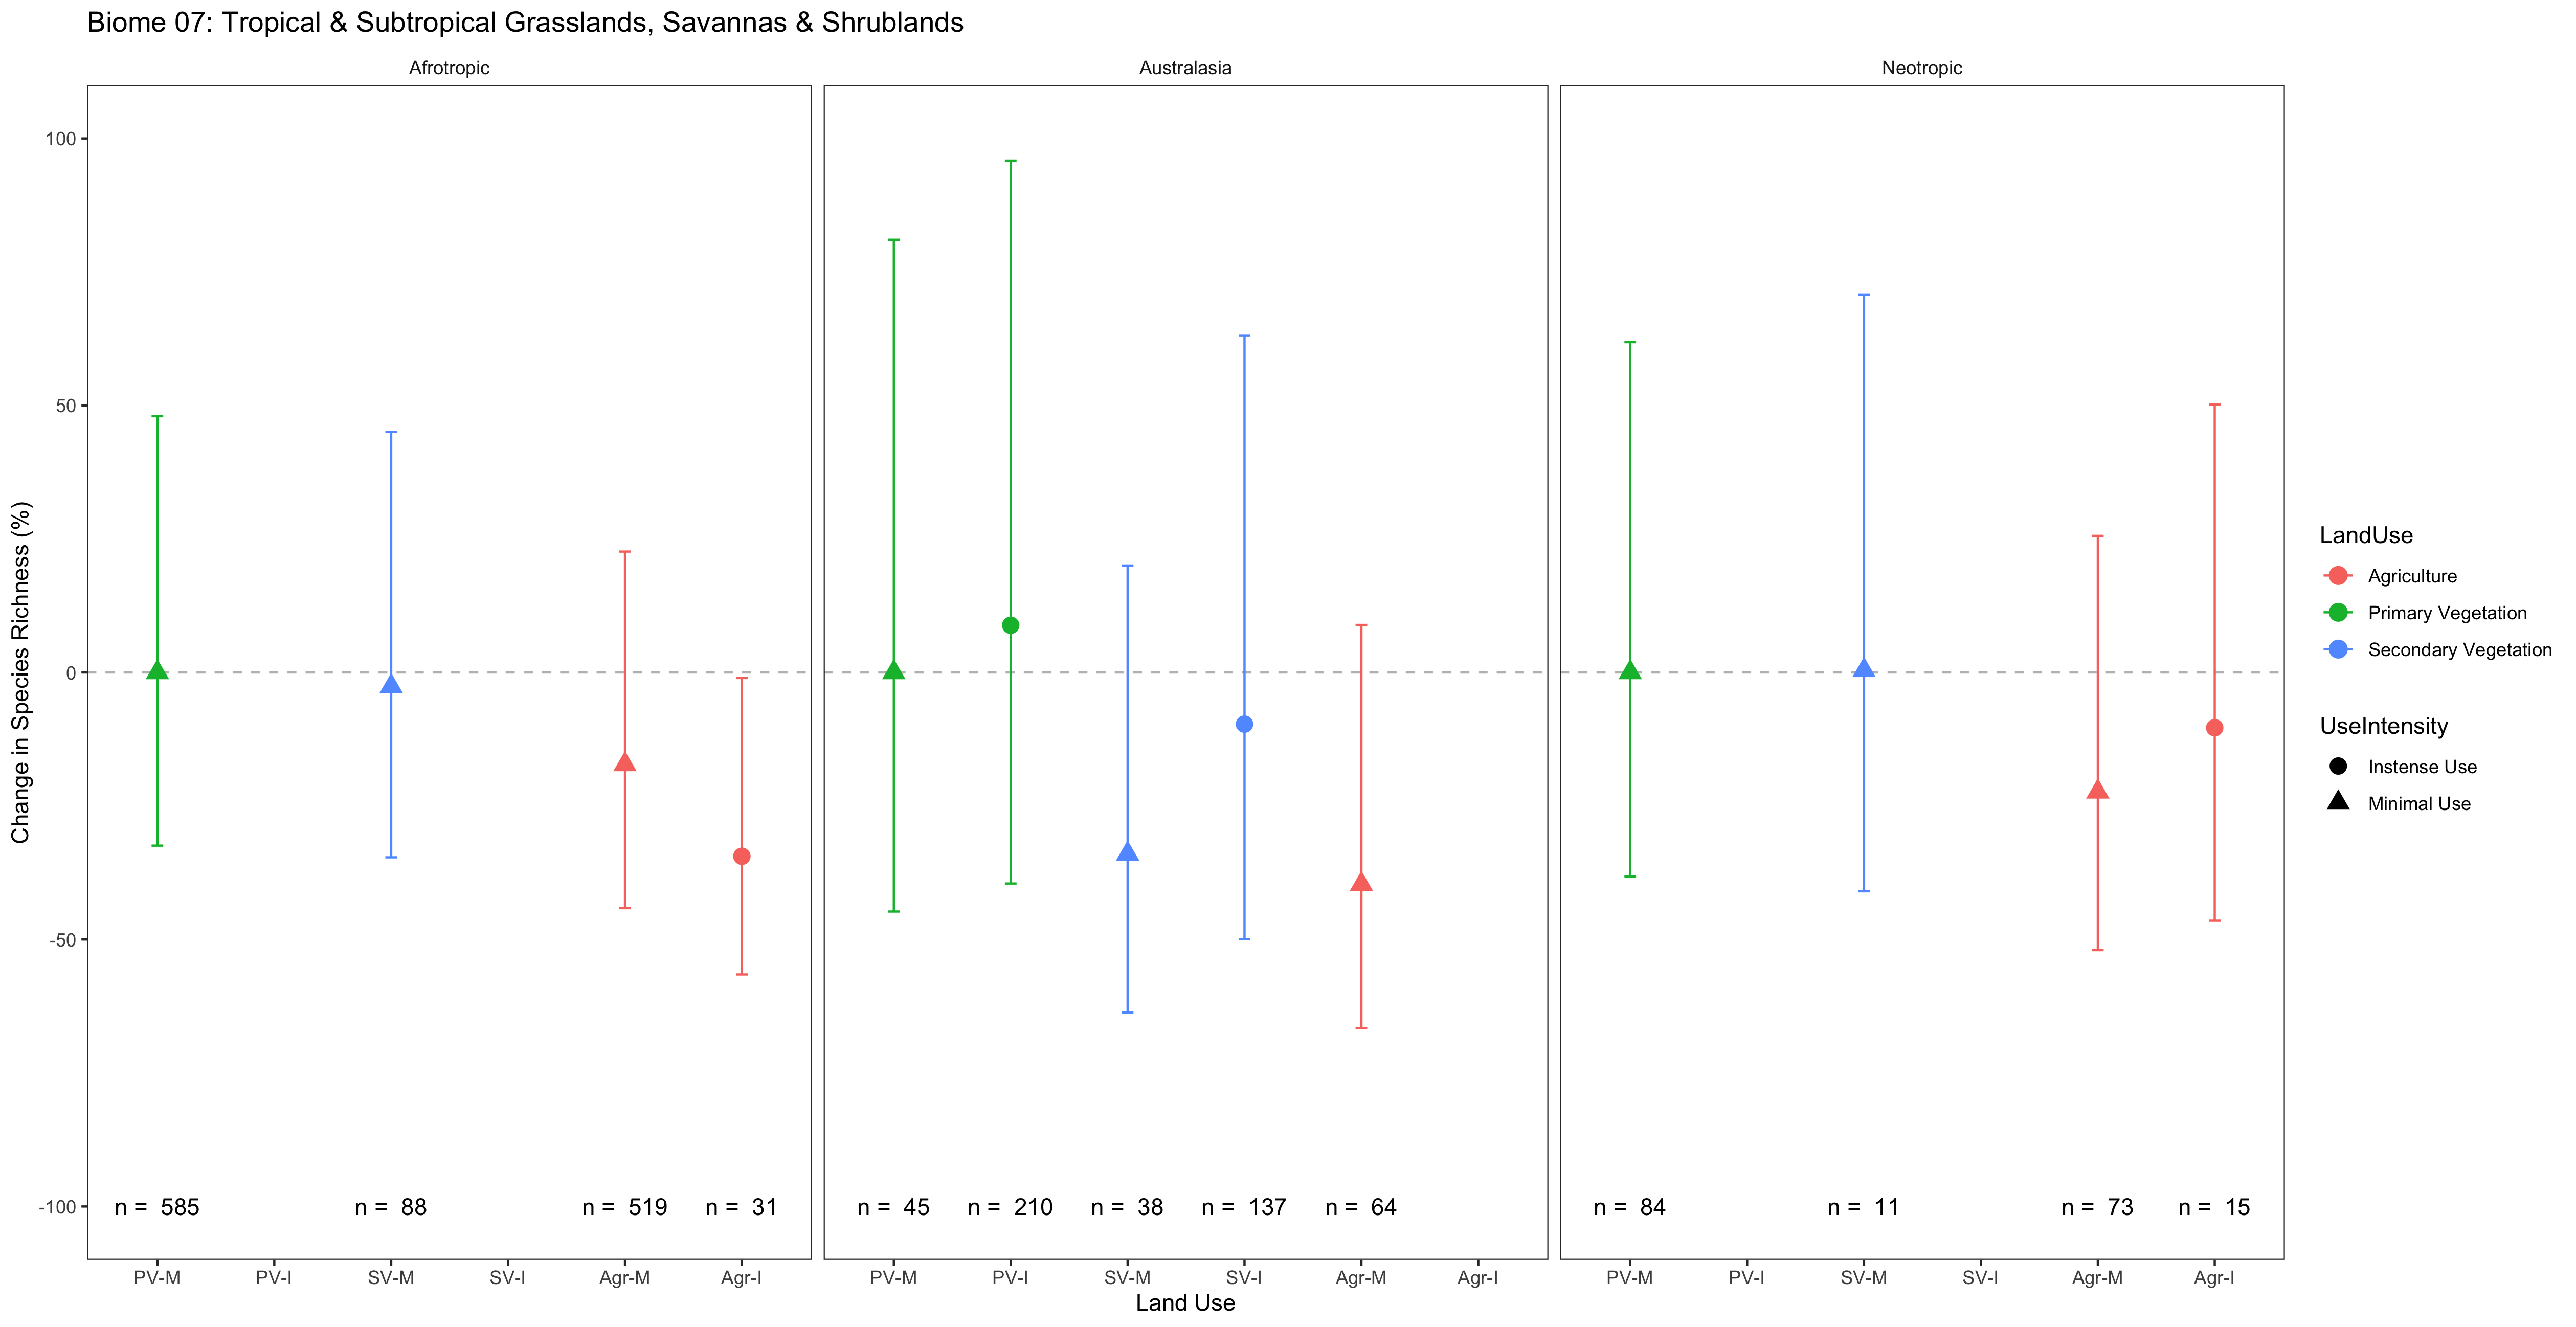 Biome 07: Tropical & Subtropical Grasslands, Savannas & Shrublands
Afrotropic
Australasia
Neotropic
Change in Species Richness (%)
100
50
0
-50
-100
n = 585
n = 88
n = 519
n = 31
n = 45
n = 210
n = 38
n = 137
n = 64
n = 84
n = 11
n = 73
n = 15
PV-M
PV-I
SV-M
SV-I
Agr-M
Agr-I
PV-M
PV-I
SV-M
SV-I
Agr-M
Agr-I
PV-M
PV-I
SV-M
SV-I
Agr-M
Agr-I
Land Use
LandUse
Agriculture
Primary Vegetation
Secondary Vegetation
UseIntensity
Instense Use
Minimal Use